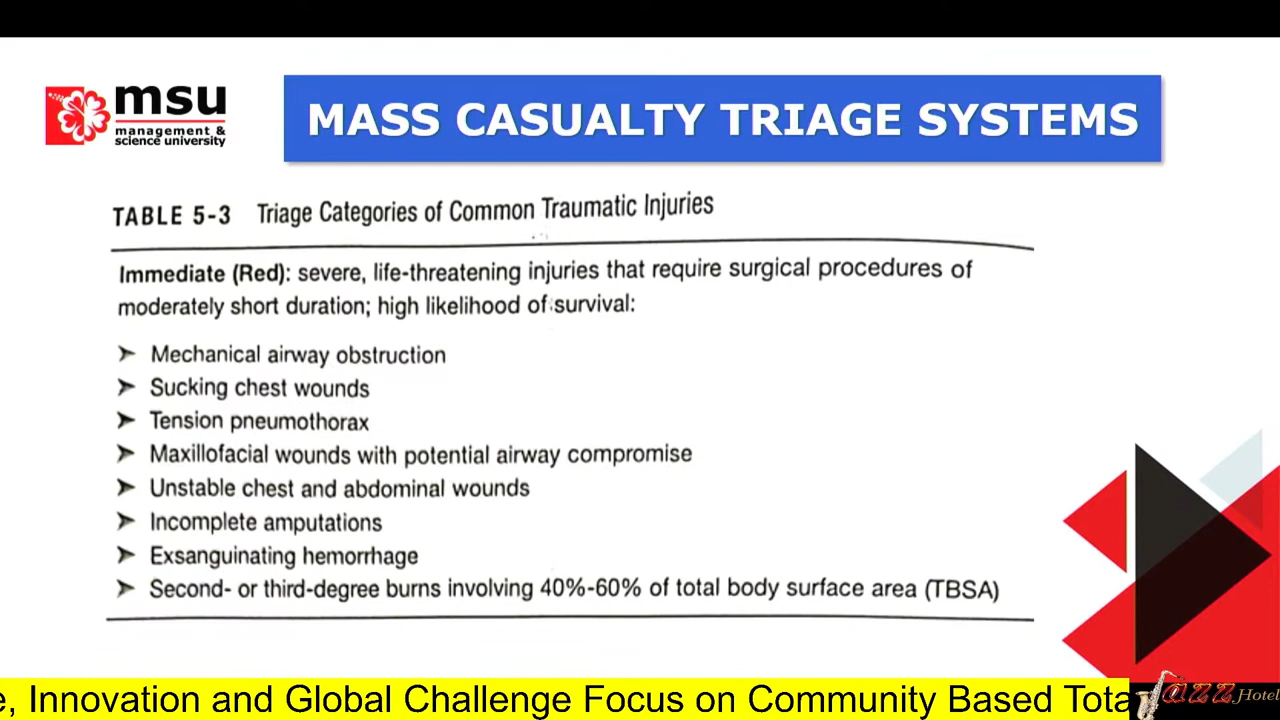 msu
management &
science university
MASS CASUALTY TRIAGE SYSTEMS
TABLE 5-3 Triage Categories of Common Traumatic Injuries
Immediate (Red): severe, life-threatening injuries that require surgical procedures of
moderately short duration; high likelihood of survival:
➤ Mechanical airway obstruction
➤ Sucking chest wounds
➤ Tension pneumothorax
➤ Maxillofacial wounds with potential airway compromise
➤ Unstable chest and abdominal wounds
➤ Incomplete amputations
➤ Exsanguinating hemorrhage
➤ Second- or third-degree burns involving 40%-60% of total body surface area (TBSA)
e, Innovation and Global Challenge Focus on Community Based Tota
Jazz Hotel